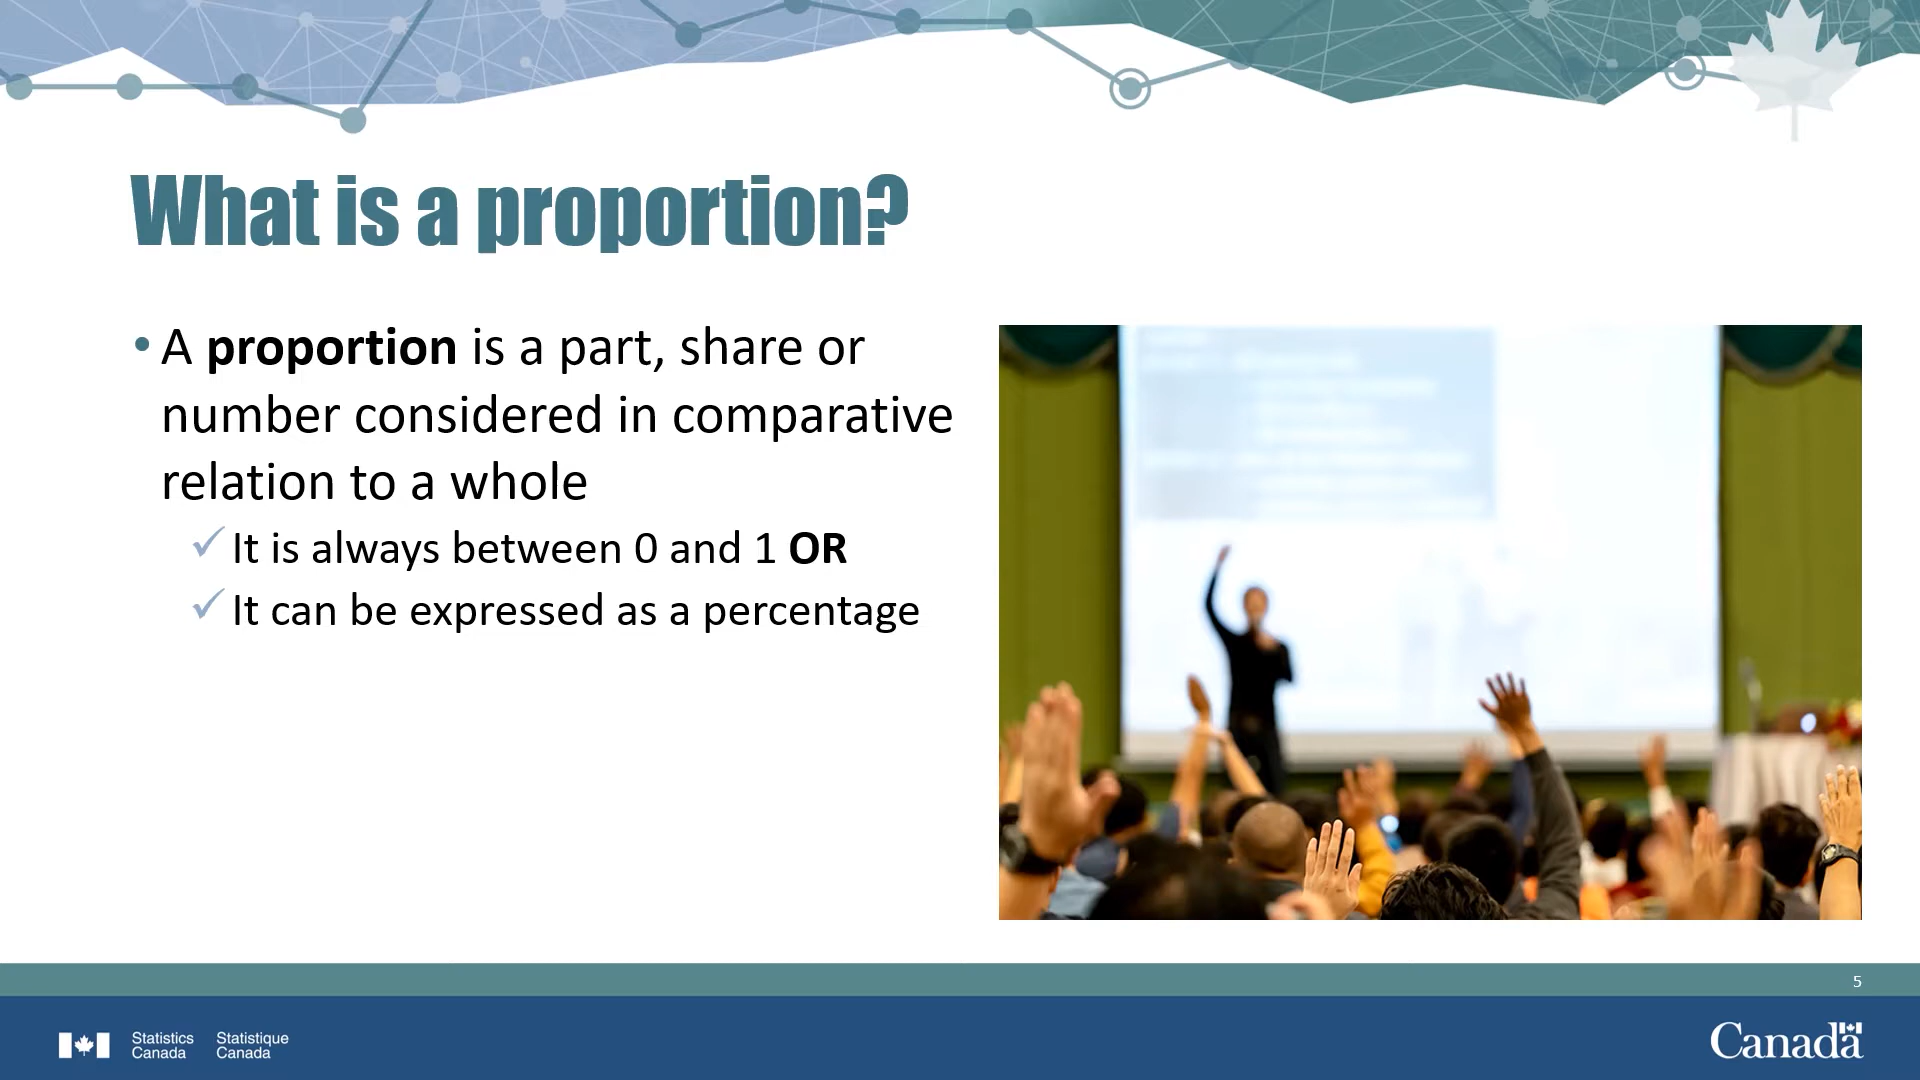 What is a proportion?
• A proportion is a part, share or
number considered in comparative
relation to a whole
✓ It is always between 0 and 1 OR
✓ It can be expressed as a percentage
5
Statistics Statistique
Canada Canada
Canada